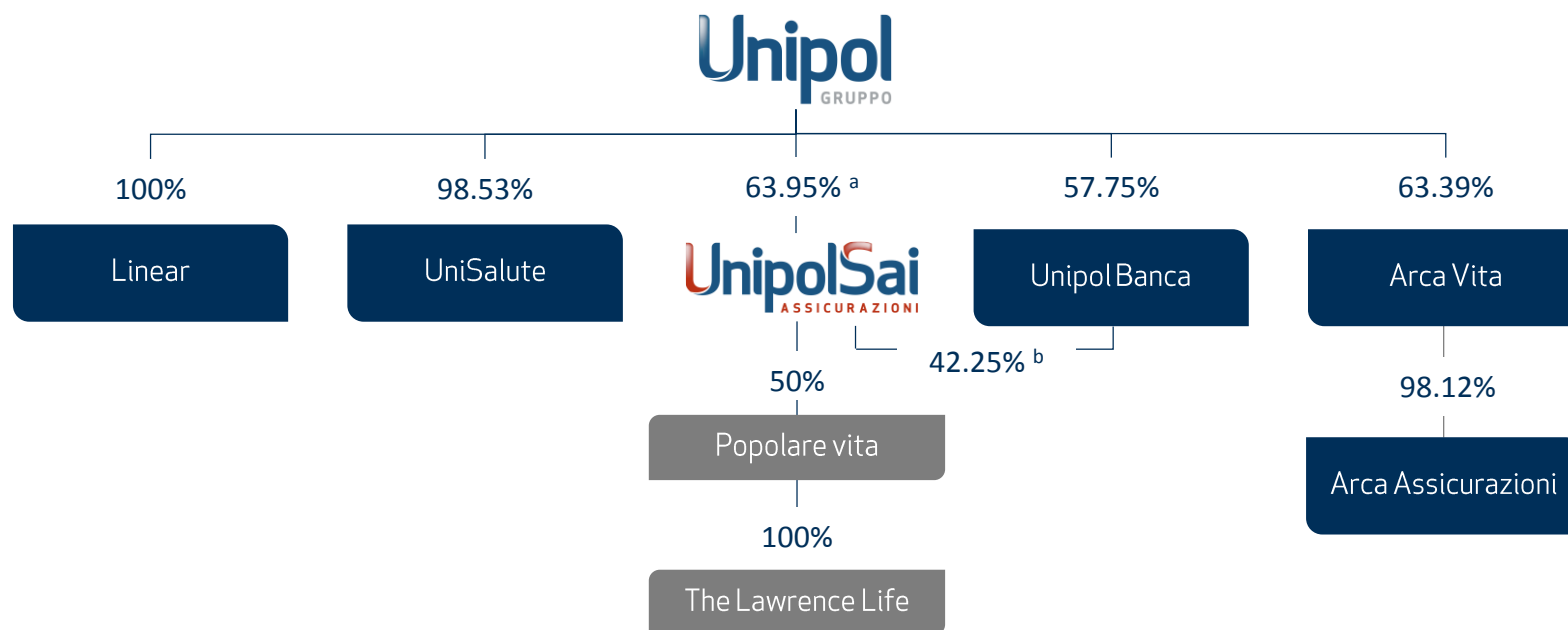 Unipol
GRUPPO
100%
98.53%
63.95% a
57.75%
63.39%
Linear
UniSalute
UnipolSai
ASSICURAZIONI
Unipol Banca
Arca Vita
42.25% b
50%
98.12%
Popolare vita
Arca Assicurazioni
100%
The Lawrence Life